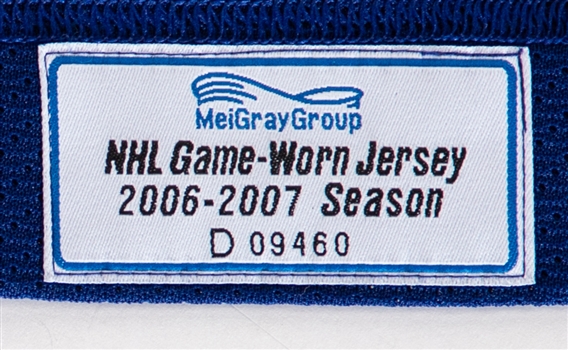 MeiGrayGroup
NHL Game-Worn Jersey
2006-2007 Season
D 09460